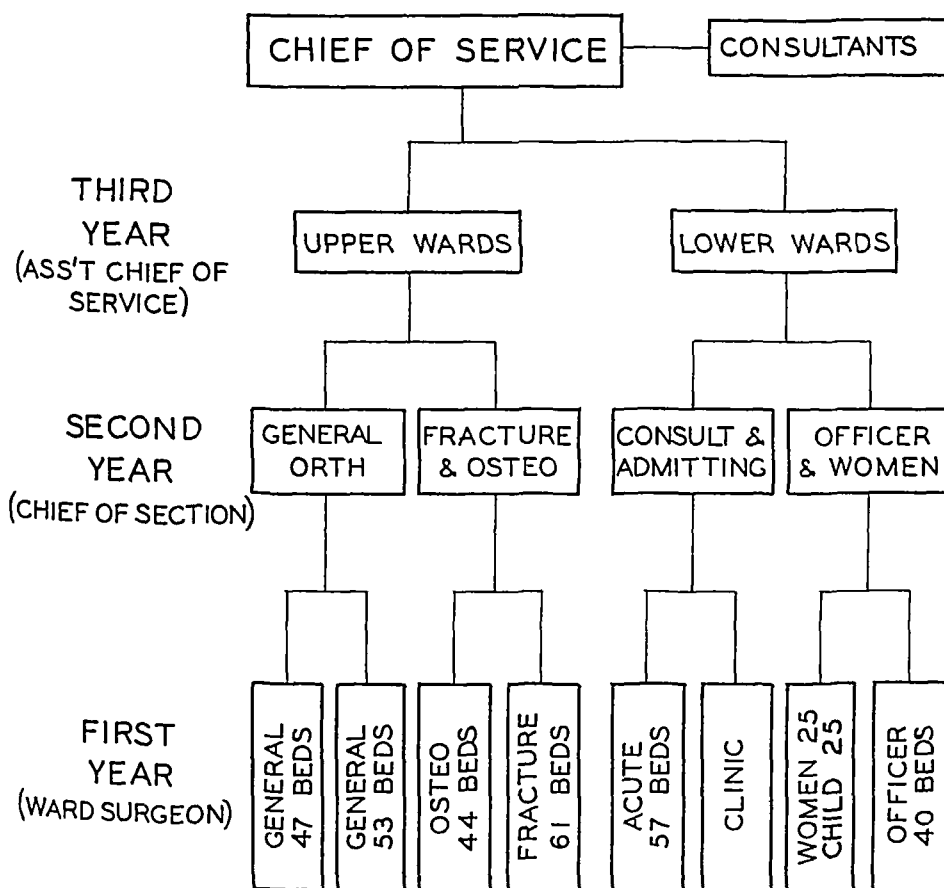 CHIEF OF SERVICE
CONSULTANTS
THIRD
YEAR
(ASS'T CHIEF OF
SERVICE)
UPPER WARDS
LOWER WARDS
SECOND
YEAR
(CHIEF OF SECTION)
GENERAL
ORTH
FRACTURE
& OSTEO
CONSULT &
ADMITTING
OFFICER
& WOMEN
FIRST
YEAR
(WARD SURGEON)
GENERAL
47 BEDS
GENERAL
53 BEDS
OSTEO
44 BEDS
FRACTURE
61 BEDS
ACUTE
57 BEDS
CLINIC
WOMEN 25
CHILD 25
OFFICER
40 BEDS